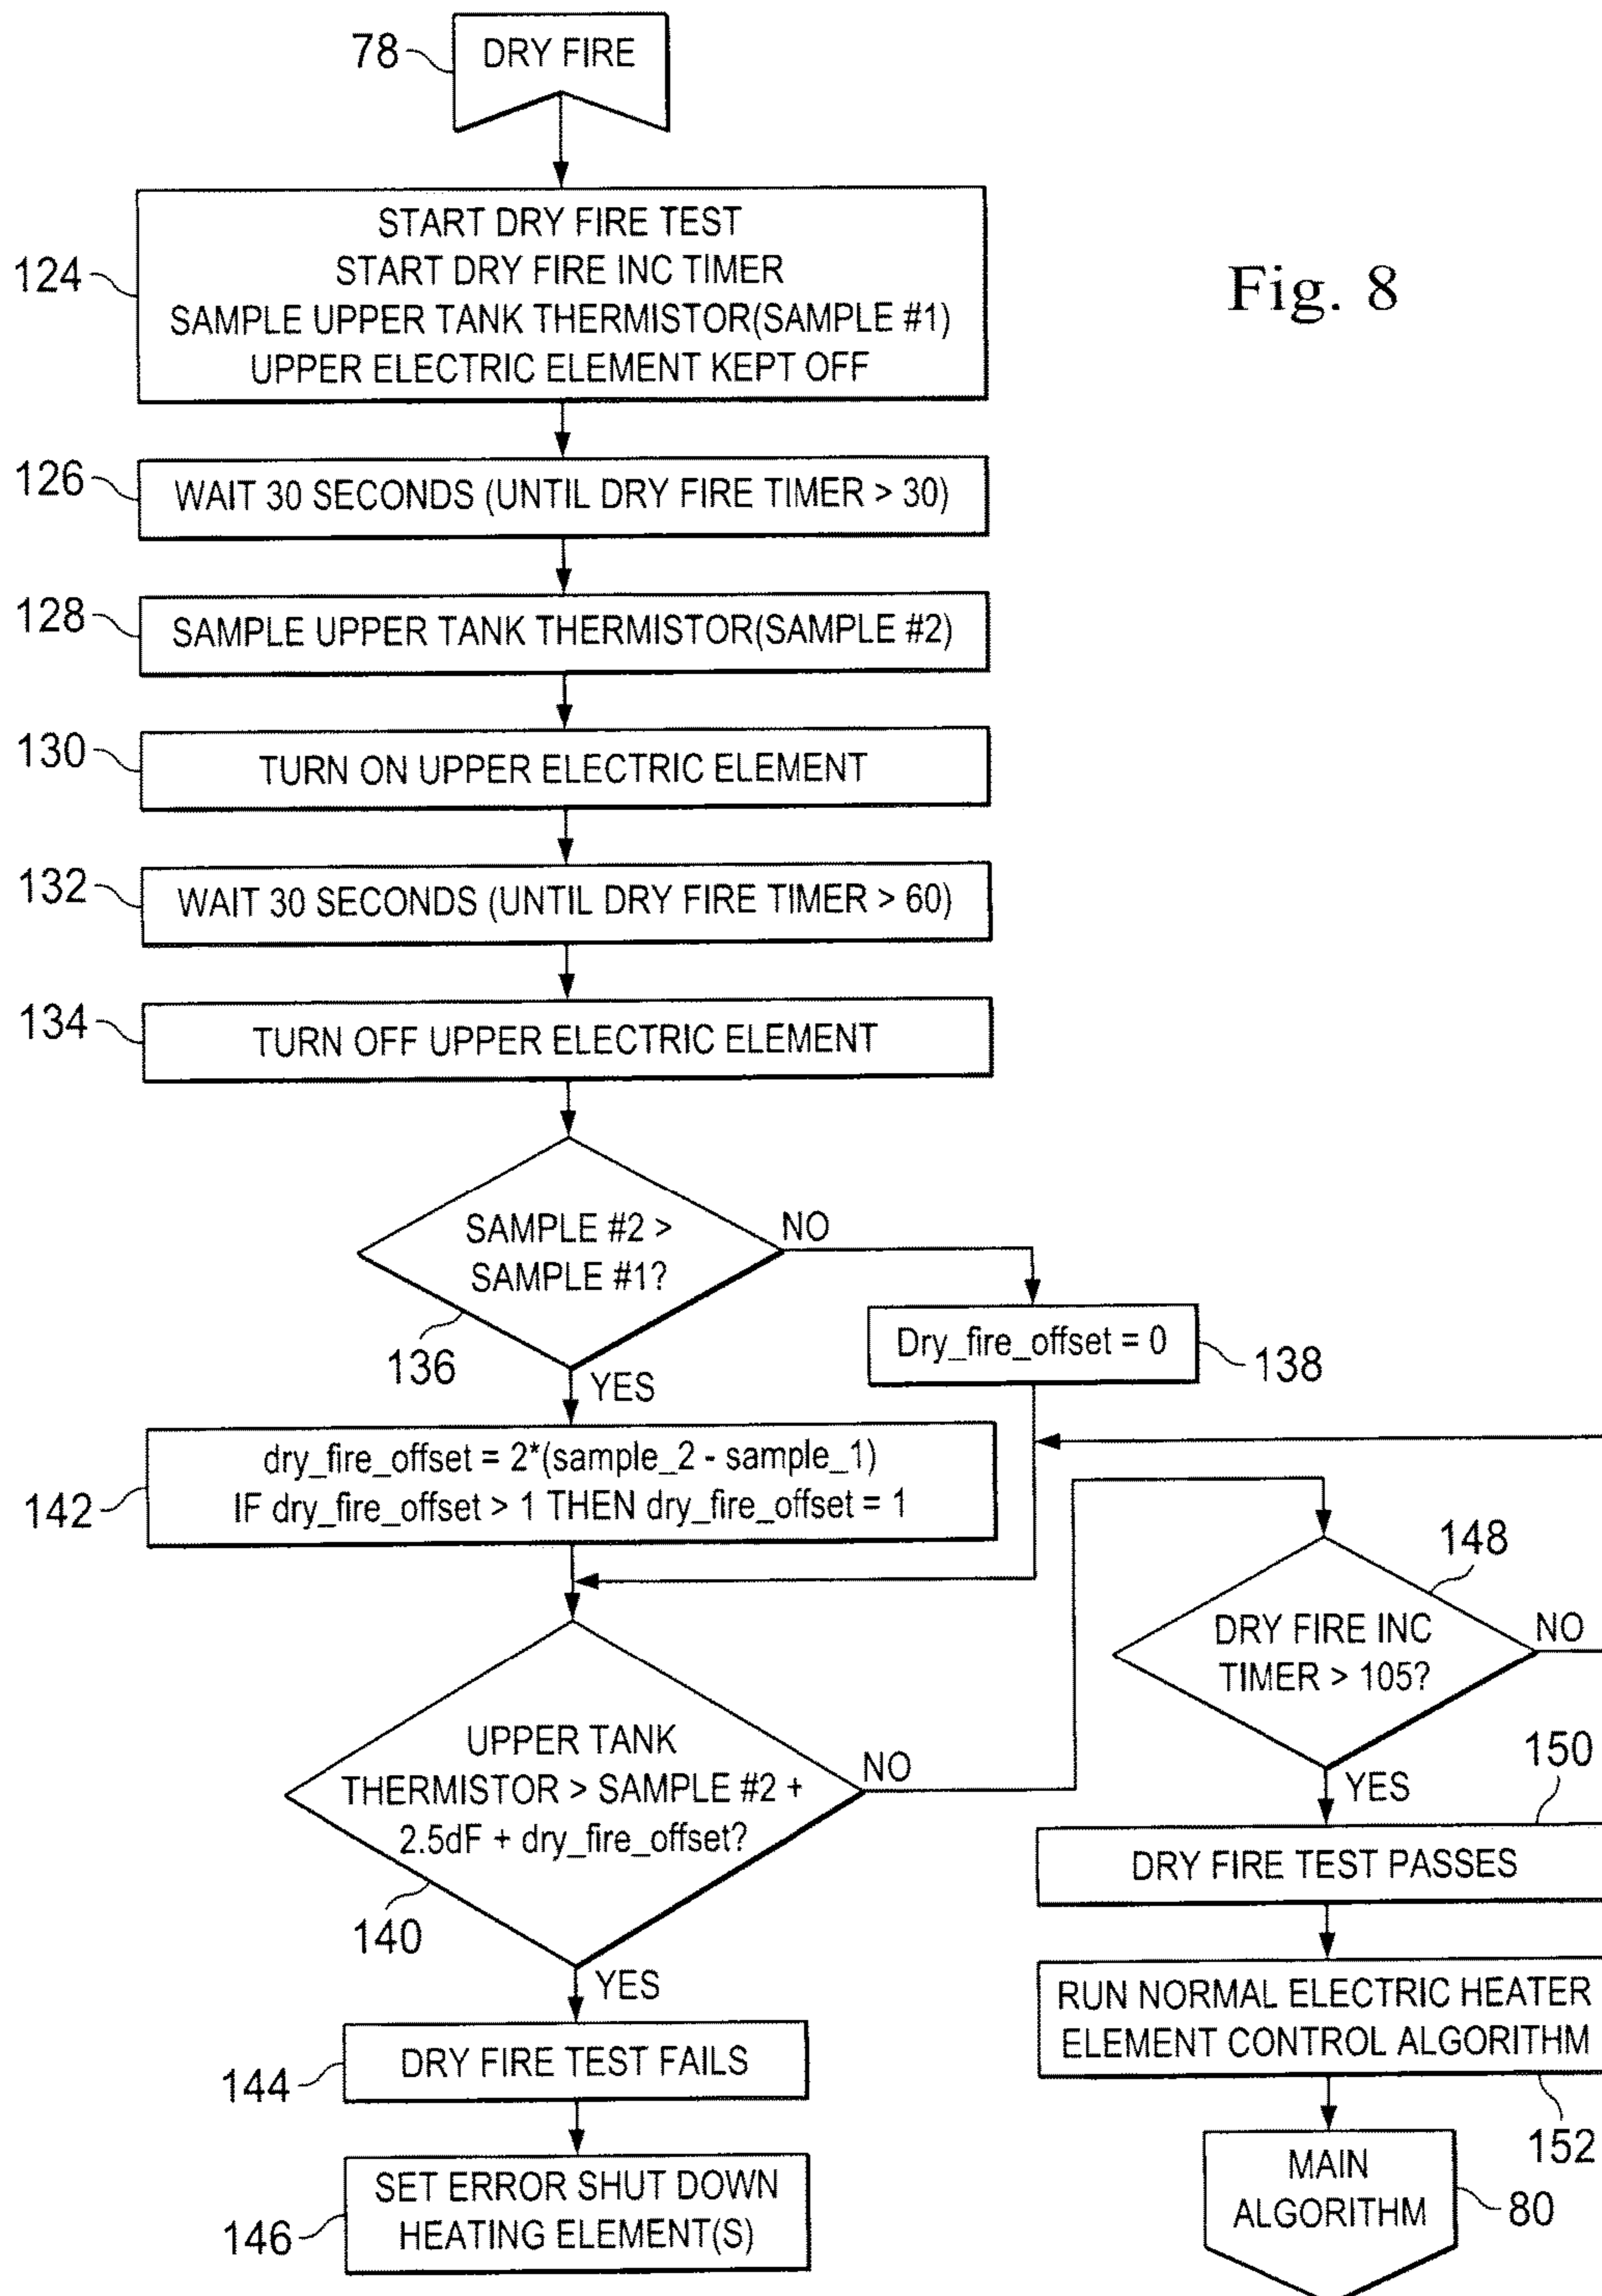 78
DRY FIRE
Fig. 8
124
START DRY FIRE TEST
START DRY FIRE INC TIMER
SAMPLE UPPER TANK THERMISTOR(SAMPLE #1)
UPPER ELECTRIC ELEMENT KEPT OFF
126
WAIT 30 SECONDS (UNTIL DRY FIRE TIMER > 30)
128
SAMPLE UPPER TANK THERMISTOR(SAMPLE #2)
130
TURN ON UPPER ELECTRIC ELEMENT
132
WAIT 30 SECONDS (UNTIL DRY FIRE TIMER > 60)
134
TURN OFF UPPER ELECTRIC ELEMENT
SAMPLE #2 >
SAMPLE #1?
136
NO
YES
Dry_fire_offset = 0
138
142
dry_fire_offset = 2*(sample_2 - sample_1)
IF dry_fire_offset > 1 THEN dry_fire_offset = 1
UPPER TANK
THERMISTOR > SAMPLE #2 +
2.5dF + dry_fire_offset?
140
NO
YES
144
DRY FIRE TEST FAILS
146
SET ERROR SHUT DOWN
HEATING ELEMENT(S)
148
DRY FIRE INC
TIMER > 105?
NO
YES
150
DRY FIRE TEST PASSES
RUN NORMAL ELECTRIC HEATER
ELEMENT CONTROL ALGORITHM
152
MAIN
ALGORITHM
80